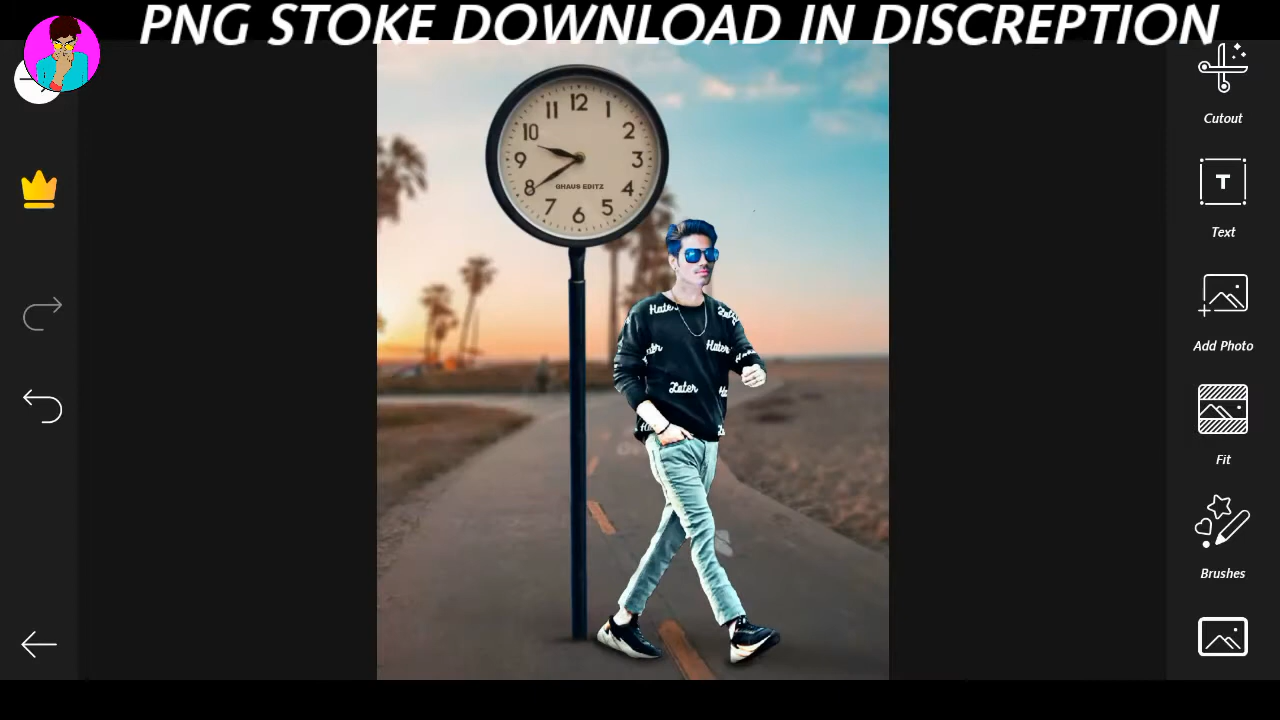 PNG STOKE DOWNLOAD IN DISCREPTION
Cutout
T
Text
Add Photo
Fit
Brushes
12
11
1
10
2
9
3
8
4
7
5
6
GHAUS EDITZ
Hater
Hater
Later